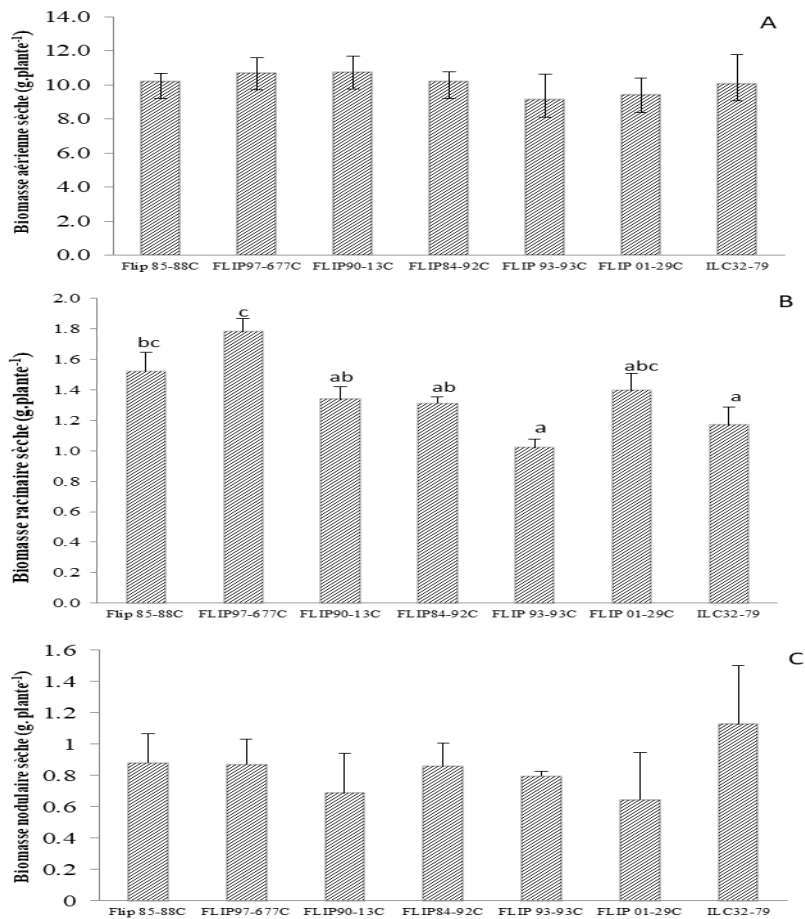 A
Biomasse aérienne sèche (g.plante-1)
14.0
12.0
10.0
8.0
6.0
4.0
2.0
0.0
Flip 85-88C FLIP97-677C FLIP90-13C FLIP84-92C FLIP 93-93C FLIP 01-29C ILC32-79
B
Biomasse racinaire sèche (g.plante-1)
2.0
1.8
1.6
1.4
1.2
1.0
0.8
0.6
0.4
0.2
0.0
bc c ab ab a abc a
Flip 85-88C FLIP97-677C FLIP90-13C FLIP84-92C FLIP 93-93C FLIP 01-29C ILC32-79
C
Biomasse nodulaire sèche (g.plante-1)
1.6
1.4
1.2
1
0.8
0.6
0.4
0.2
0
Flip 85-88C FLIP97-677C FLIP90-13C FLIP84-92C FLIP 93-93C FLIP 01-29C ILC32-79